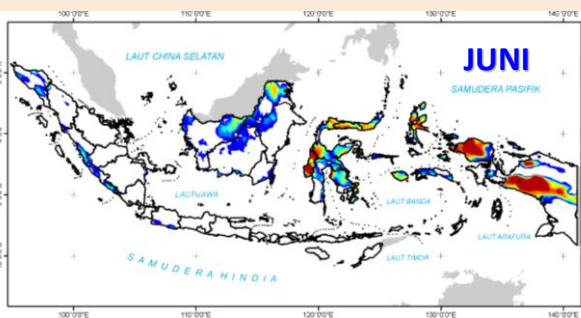 100°0'0"E 110°0'0"E 120°0'0"E 130°0'0"E 140°0'0"E
JUNI
LAUT CHINA SELATAN
SAMUDERA PASIFIK
LAUT JAWA
LAUT BANDA
LAUT ARAFURA
LAUT TIMOR
SAMUDERA HINDIA
100°0'0"E 110°0'0"E 120°0'0"E 130°0'0"E 140°0'0"E